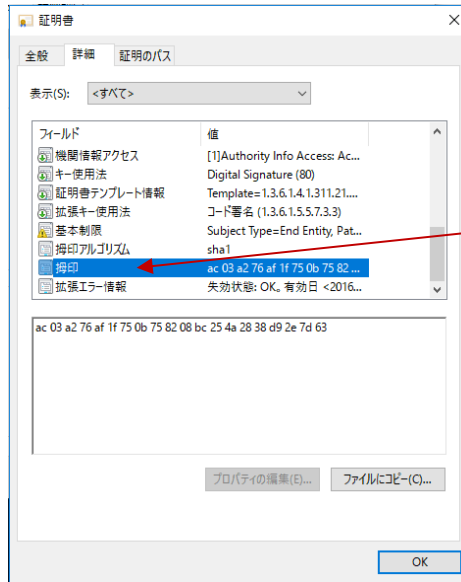 証明書
全般 詳細 証明のパス
表示(S): <すべて>
フィールド 値
機関情報アクセス [1]Authority Info Access: Ac...
キー使用法 Digital Signature (80)
証明書テンプレート情報 Template=1.3.6.1.4.1.311.21....
拡張キー使用法 コード署名 (1.3.6.1.5.5.7.3.3)
基本制限 Subject Type=End Entity, Pat...
拇印アルゴリズム sha1
拇印 ac 03 a2 76 af 1f 75 0b 75 82 ...
拡張エラー情報 失効状態: OK。有効日 <2016...
ac 03 a2 76 af 1f 75 0b 75 82 08 bc 25 4a 28 38 d9 2e 7d 63
プロパティの編集(E)... ファイルにコピー(C)...
OK